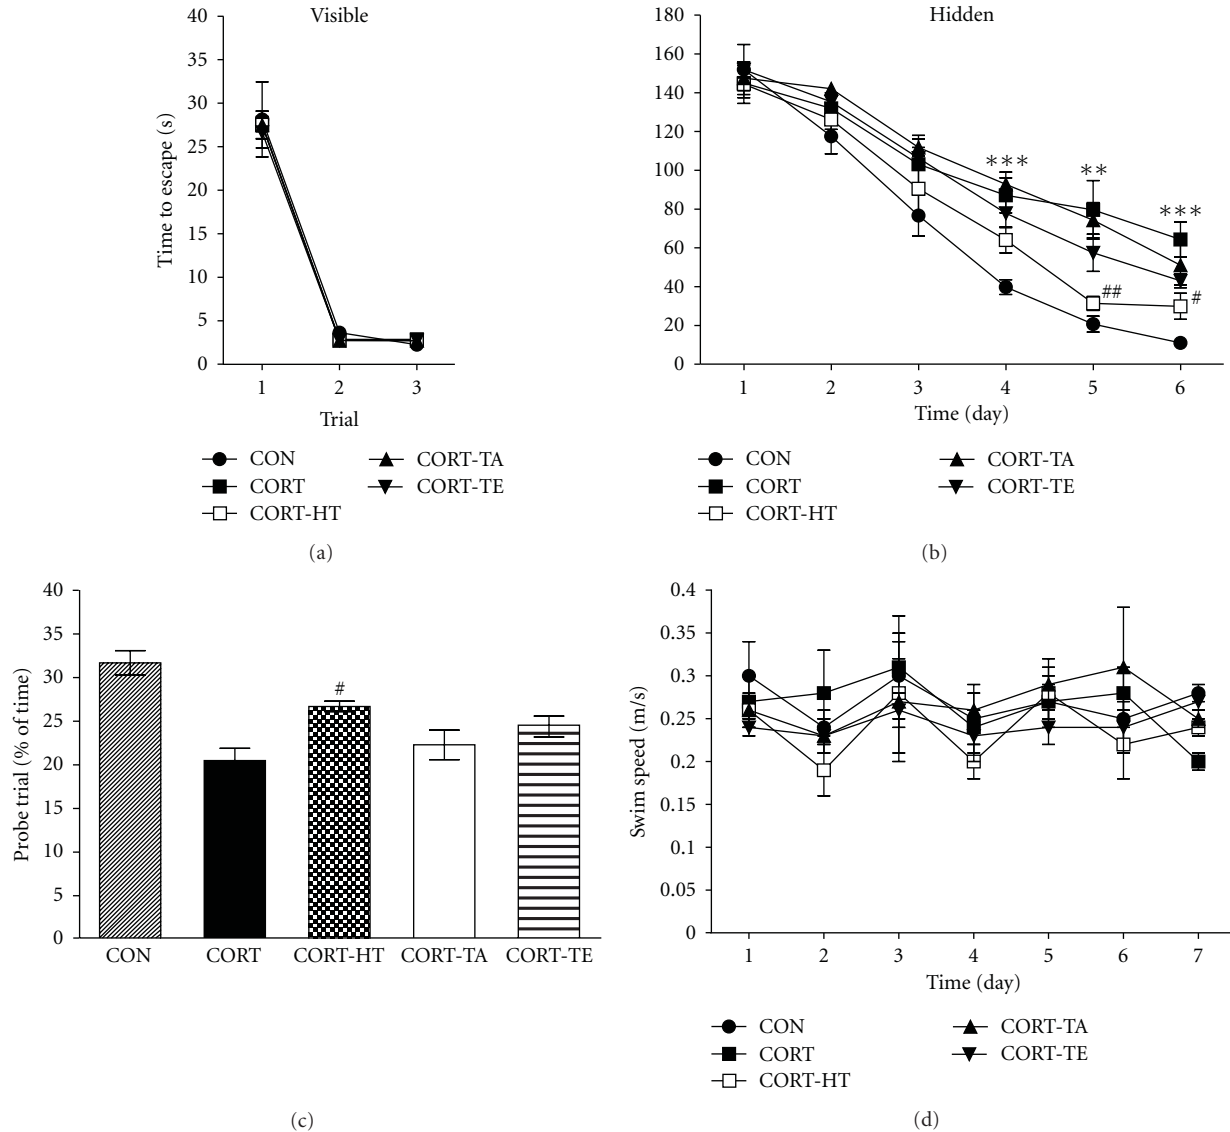 Visible
Time to escape (s)
40
35
30
25
20
15
10
5
0
1 2 3
Trial
CON
CORT
CORT-HT
CORT-TA
CORT-TE
(a)
Hidden
180
160
140
120
100
80
60
40
20
0
***
**
***
##
#
1 2 3 4 5 6
Time (day)
CON
CORT
CORT-HT
CORT-TA
CORT-TE
(b)
Probe trial (% of time)
40
35
30
25
20
15
10
5
0
#
CON CORT CORT-HT CORT-TA CORT-TE
(c)
Swim speed (m/s)
0.4
0.35
0.3
0.25
0.2
0.15
0.1
0.05
0
1 2 3 4 5 6 7
Time (day)
CON
CORT
CORT-HT
CORT-TA
CORT-TE
(d)